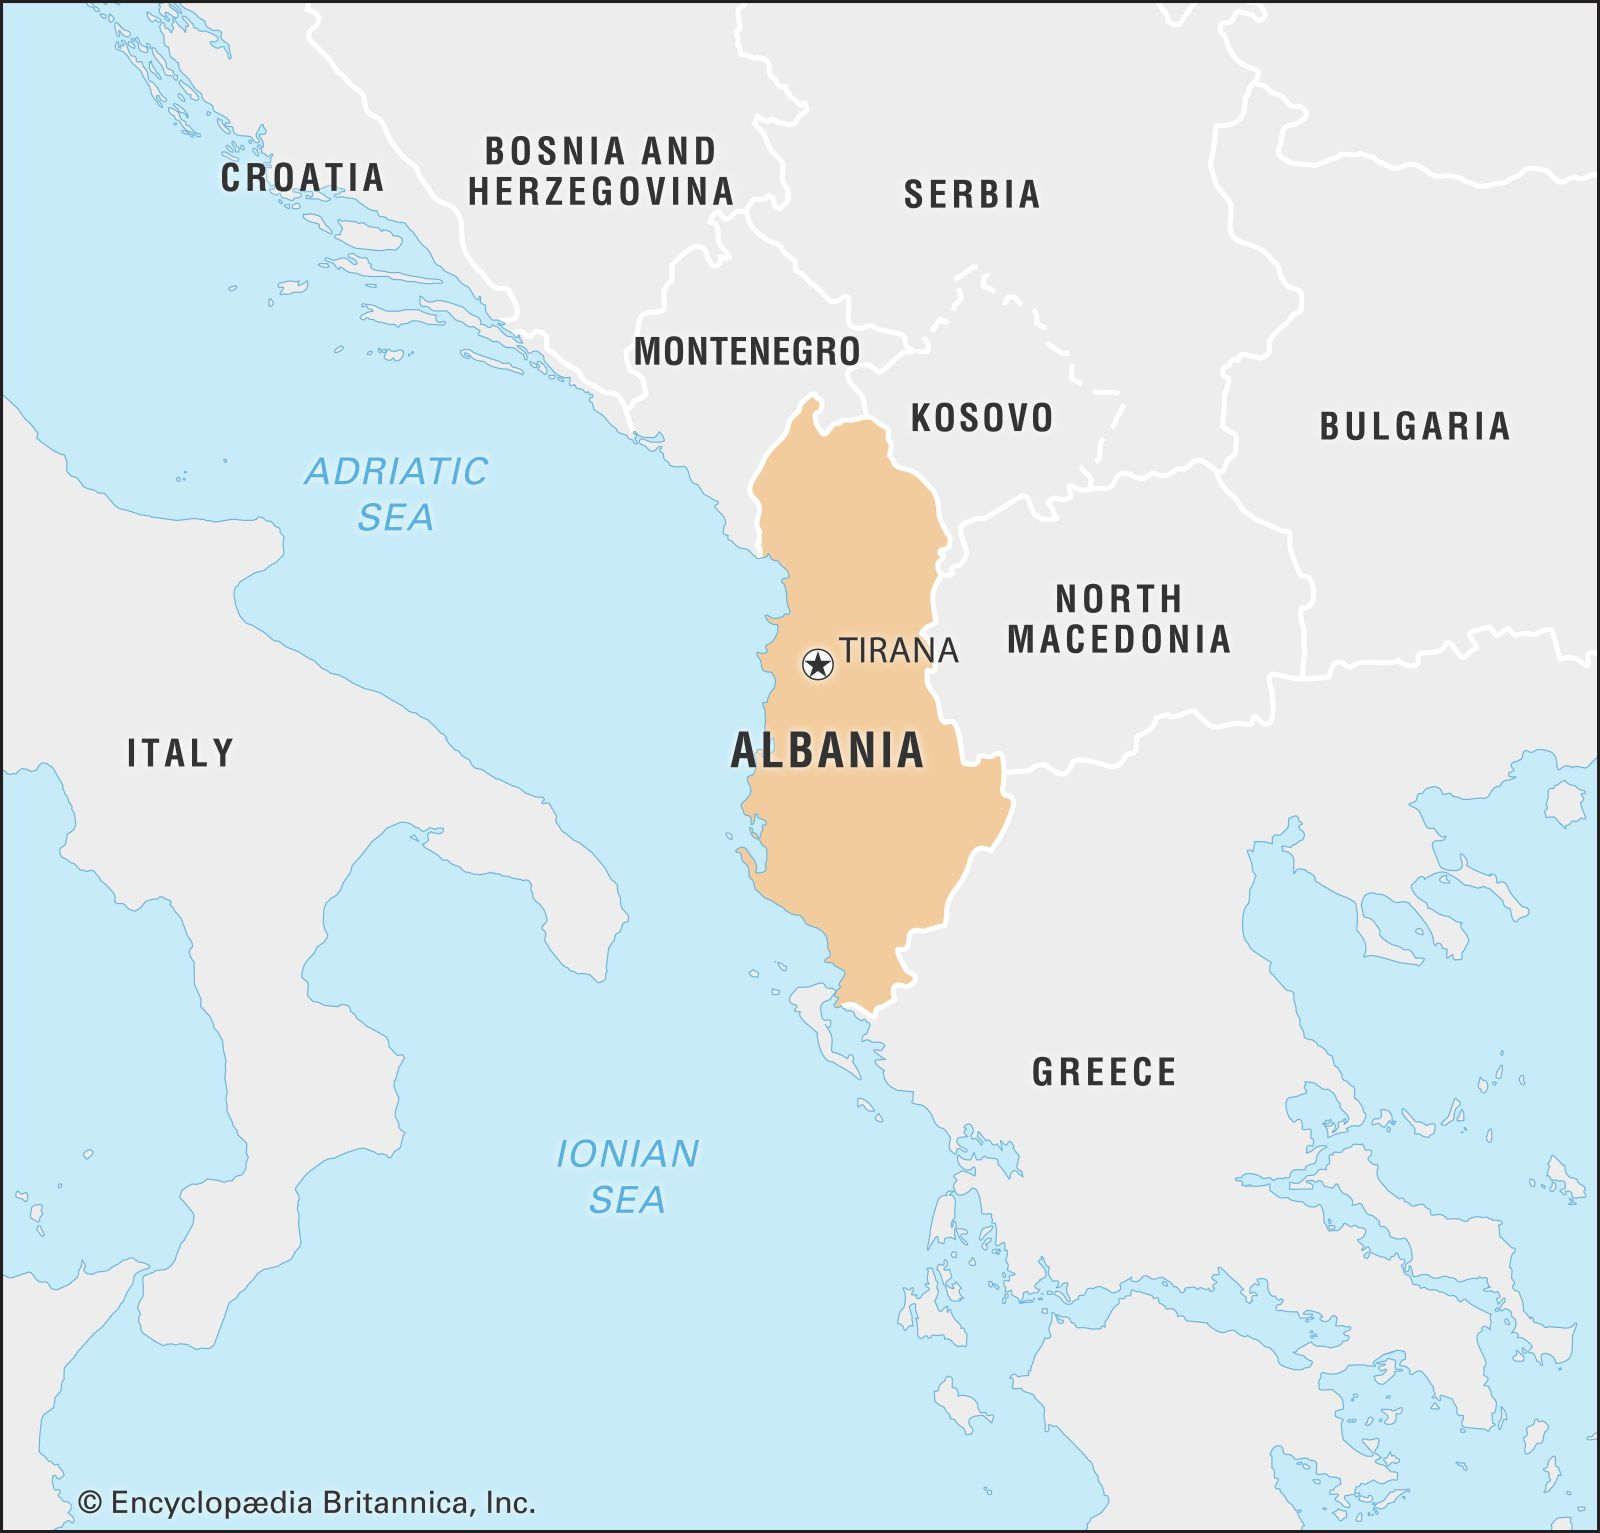 BOSNIA AND
HERZEGOVINA
CROATIA
SERBIA
MONTENEGRO
KOSOVO
BULGARIA
ADRIATIC
SEA
NORTH
MACEDONIA
TIRANA
ALBANIA
ITALY
GREECE
IONIAN
SEA
© Encyclopædia Britannica, Inc.